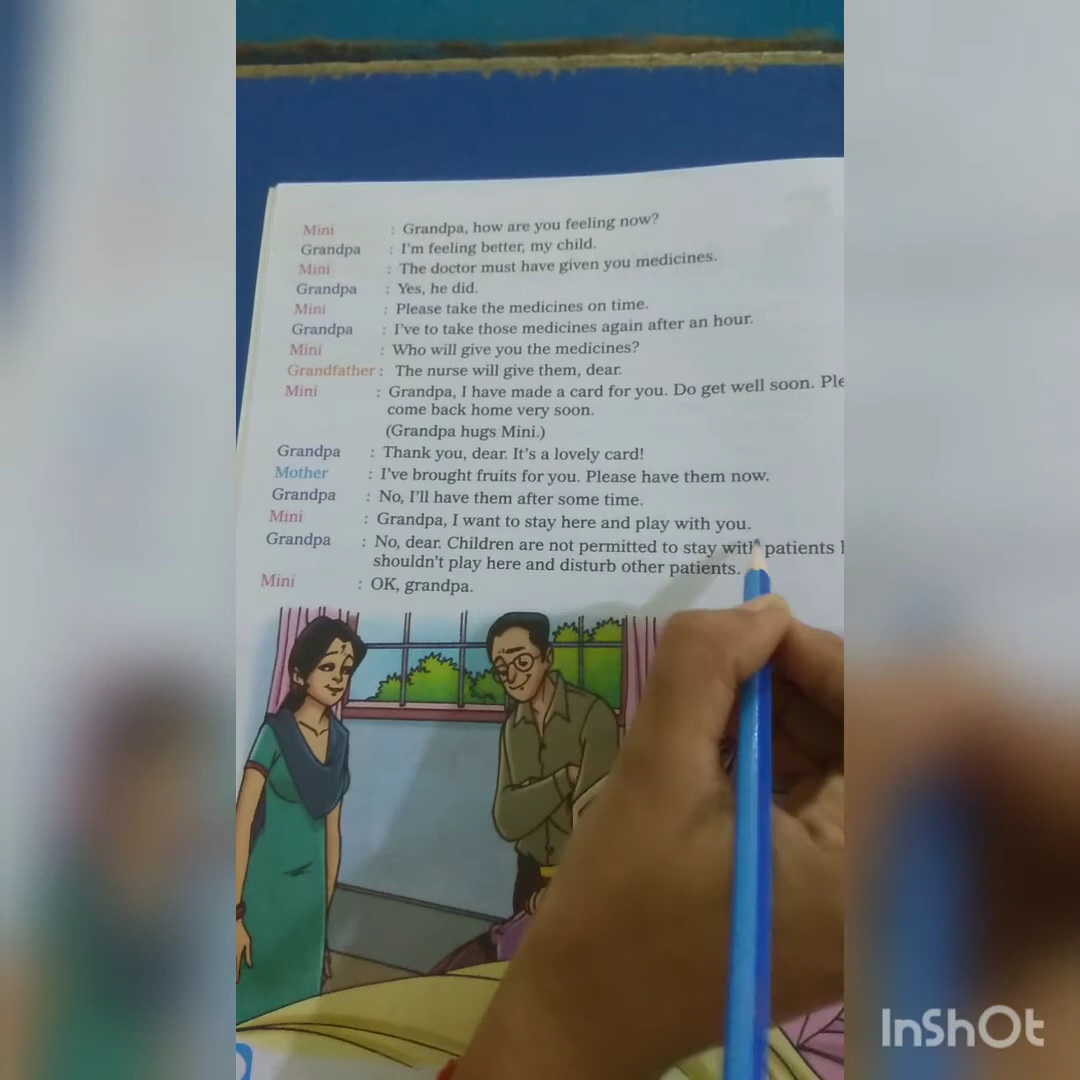 Mini : Grandpa, how are you feeling now?
Grandpa : I'm feeling better, my child.
Mini : The doctor must have given you medicines.
Grandpa : Yes, he did.
Mini : Please take the medicines on time.
Grandpa : I've to take those medicines again after an hour.
Mini : Who will give you the medicines?
Grandfather : The nurse will give them, dear.
Mini : Grandpa, I have made a card for you. Do get well soon.
come back home very soon.
(Grandpa hugs Mini.)
Grandpa : Thank you, dear. It's a lovely card!
Mother : I've brought fruits for you. Please have them now.
Grandpa : No, I'll have them after some time.
Mini : Grandpa, I want to stay here and play with you.
Grandpa : No, dear. Children are not permitted to stay with patients
shouldn't play here and disturb other patients.
Mini : OK, grandpa.
InShOt